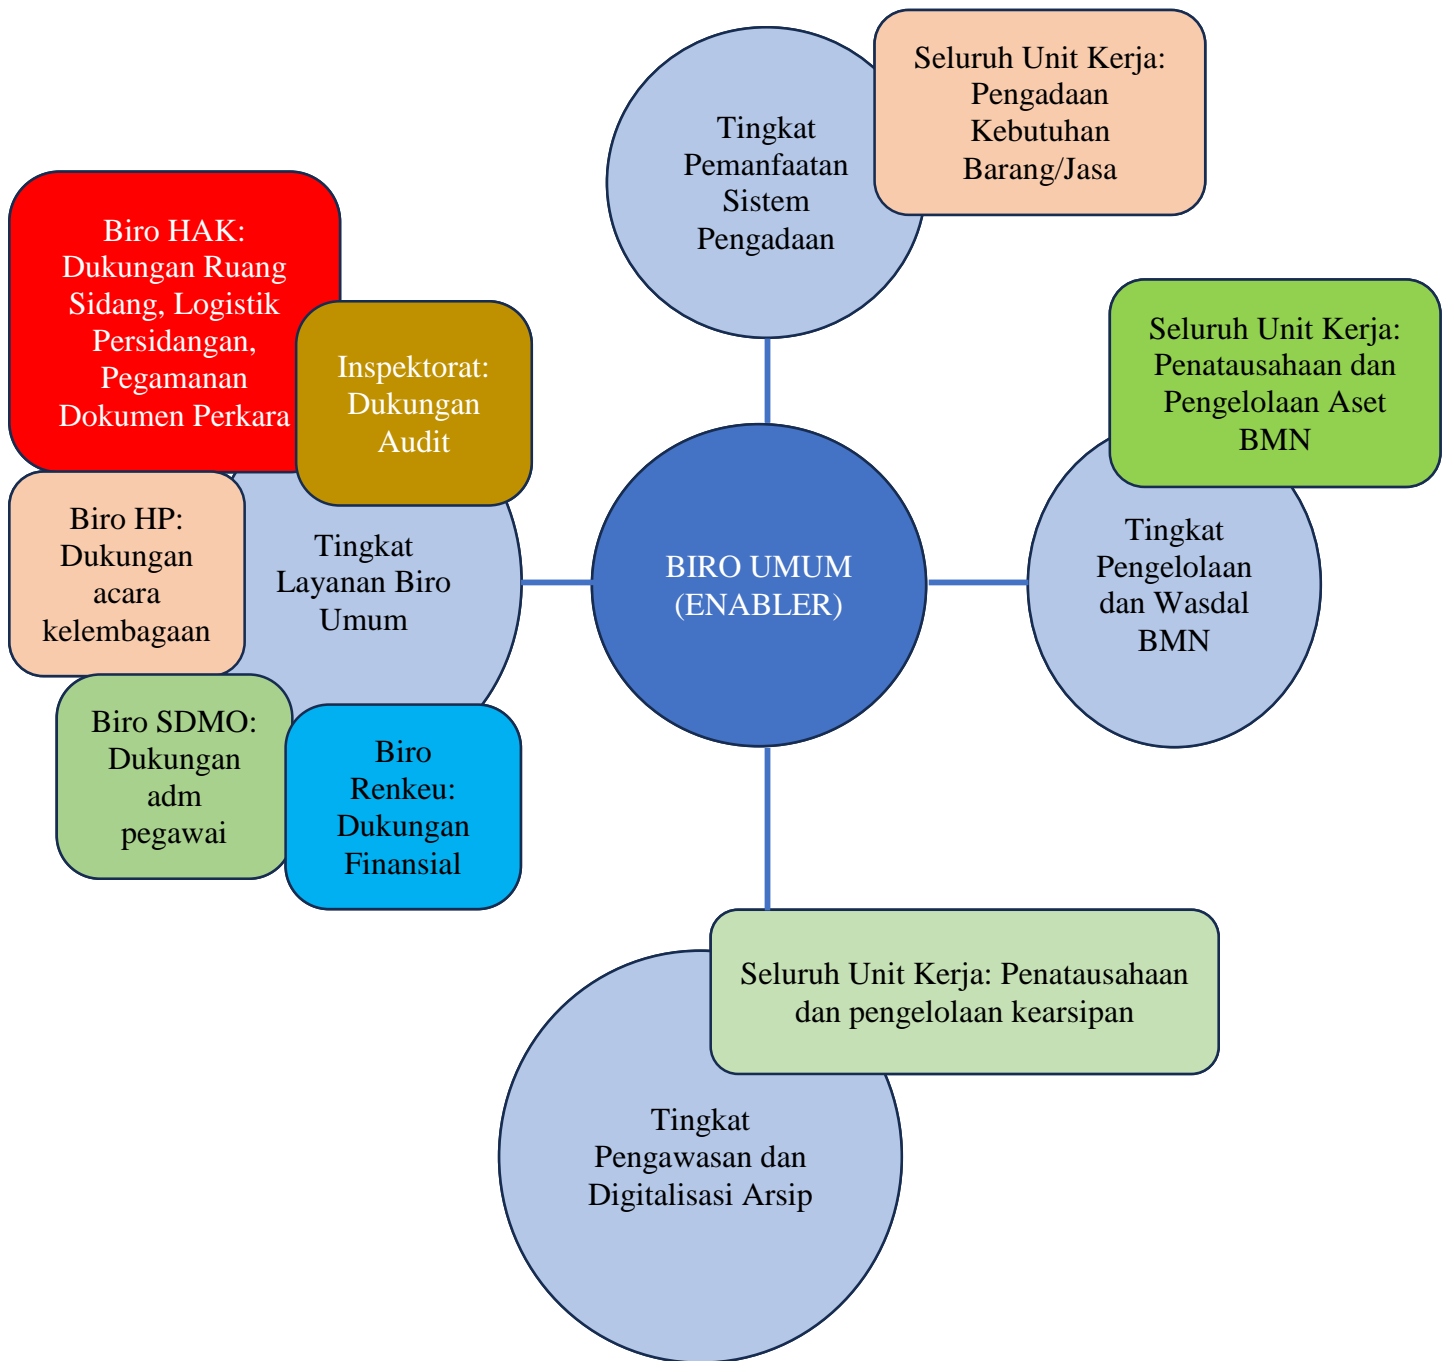 Seluruh Unit Kerja:
Pengadaan
Kebutuhan
Barang/Jasa
Tingkat
Pemanfaatan
Sistem
Pengadaan
Biro HAK:
Dukungan Ruang
Sidang, Logistik
Persidangan,
Pegamanan
Dokumen Perkara
Inspektorat:
Dukungan
Audit
Seluruh Unit Kerja:
Penatausahaan dan
Pengelolaan Aset
BMN
Biro HP:
Dukungan
acara
kelembagaan
Tingkat
Layanan Biro
Umum
BIRO UMUM
(ENABLER)
Tingkat
Pengelolaan
dan Wasdal
BMN
Biro SDMO:
Dukungan
adm
pegawai
Biro
Renkeu:
Dukungan
Finansial
Seluruh Unit Kerja: Penatausahaan
dan pengelolaan kearsipan
Tingkat
Pengawasan dan
Digitalisasi Arsip